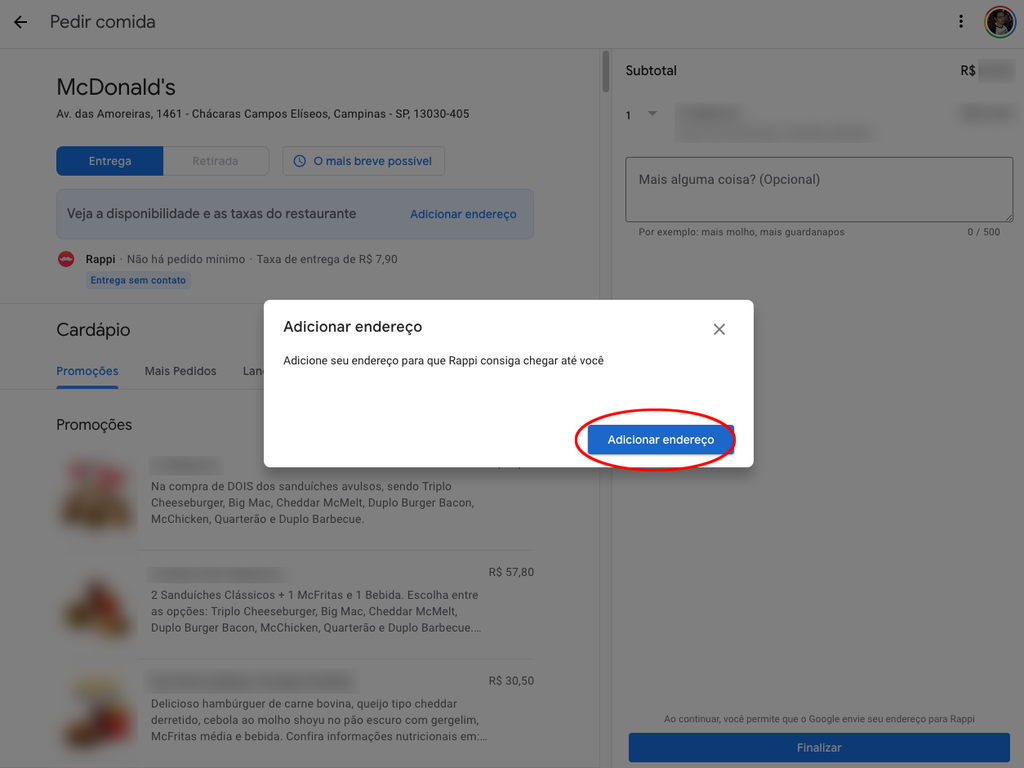 Pedir comida
McDonald's
Av. das Amoreiras, 1461 - Chácaras Campos Elíseos, Campinas - SP, 13030-405
Entrega
Retirada
O mais breve possível
Veja a disponibilidade e as taxas do restaurante
Adicionar endereço
Rappi · Não há pedido mínimo · Taxa de entrega de R$ 7,90
Entrega sem contato
Cardápio
Promoções
Mais Pedidos
Promoções
Na compra de DOIS dos sanduíches avulsos, sendo Triplo
Cheeseburger, Big Mac, Cheddar McMelt, Duplo Burger Bacon,
McChicken, Quarterão e Duplo Barbecue.
R$ 57,80
2 Sanduíches Clássicos + 1 McFritas e 1 Bebida. Escolha entre
as opções: Triplo Cheeseburger, Big Mac, Cheddar McMelt,
Duplo Burger Bacon, McChicken, Quarterão e Duplo Barbecue....
R$ 30,50
Delicioso hambúrguer de carne bovina, queijo tipo cheddar
derretido, cebola ao molho shoyu no pão escuro com gergelim,
McFritas média e bebida. Confira informações nutricionais em:...
Adicionar endereço
Adicione seu endereço para que Rappi consiga chegar até você
Adicionar endereço
Subtotal
R$
1
Mais alguma coisa? (Opcional)
Por exemplo: mais molho, mais guardanapos
0 / 500
Ao continuar, você permite que o Google envie seu endereço para Rappi
Finalizar